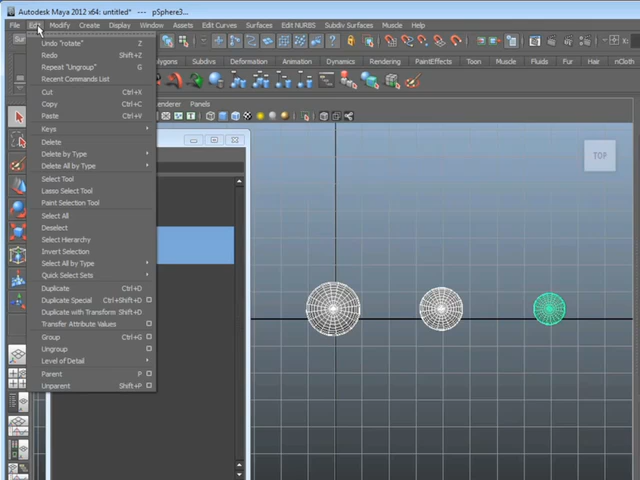 Autodesk Maya 2012 x64: untitled* --- pSphere3...
File Edit Modify Create Display Window Assets Edit Curves Surfaces Edit NURBS Subdiv Surfaces Muscle Help
Polygons Subdivs Deformation Animation Dynamics Rendering PaintEffects Toon Muscle Fluids Fur Hair nCloth
Panels
Undo "rotate" Z
Redo Shift+Z
Repeat "Ungroup" G
Recent Commands List
Cut Ctrl+X
Copy Ctrl+C
Paste Ctrl+V
Keys
Delete
Delete by Type
Delete All by Type
Select Tool
Lasso Select Tool
Paint Selection Tool
Select All
Deselect
Select Hierarchy
Invert Selection
Select All by Type
Quick Select Sets
Duplicate Ctrl+D
Duplicate Special Ctrl+Shift+D
Duplicate with Transform Shift+D
Transfer Attribute Values
Group Ctrl+G
Ungroup
Level of Detail
Parent P
Unparent Shift+P
TOP